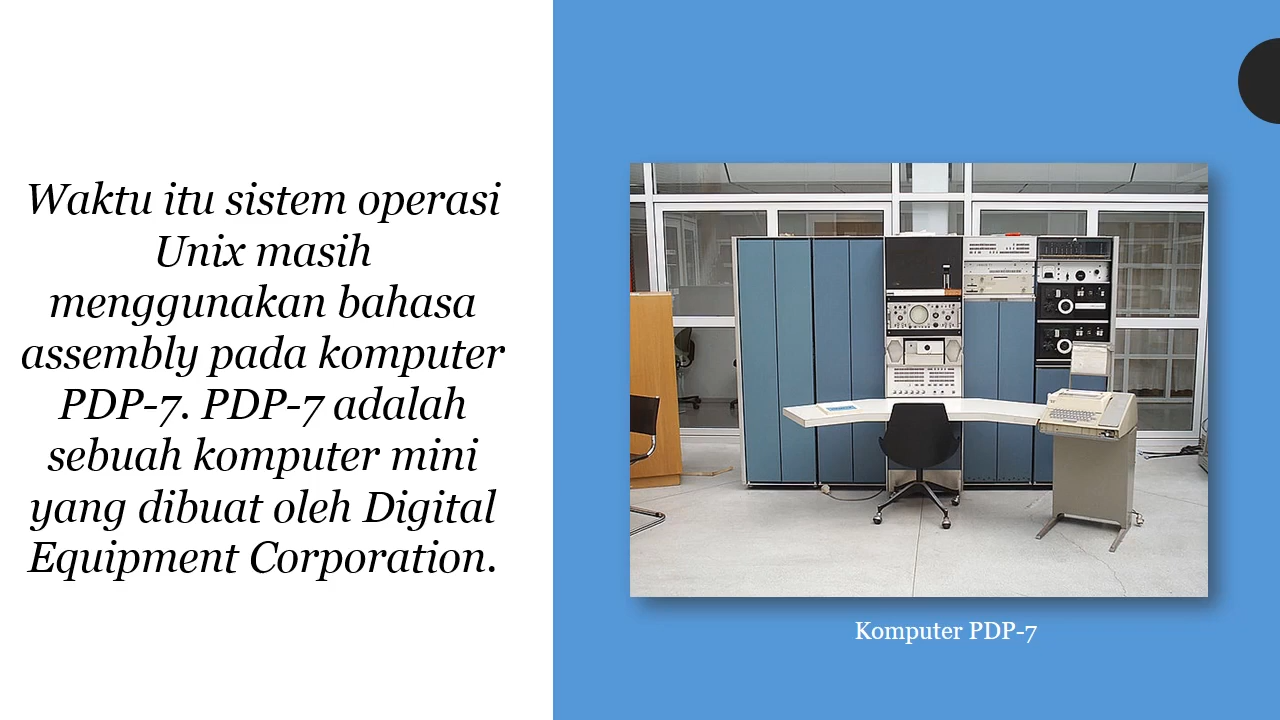 Waktu itu sistem operasi
Unix masih
menggunakan bahasa
assembly pada komputer
PDP-7. PDP-7 adalah
sebuah komputer mini
yang dibuat oleh Digital
Equipment Corporation.
Komputer PDP-7